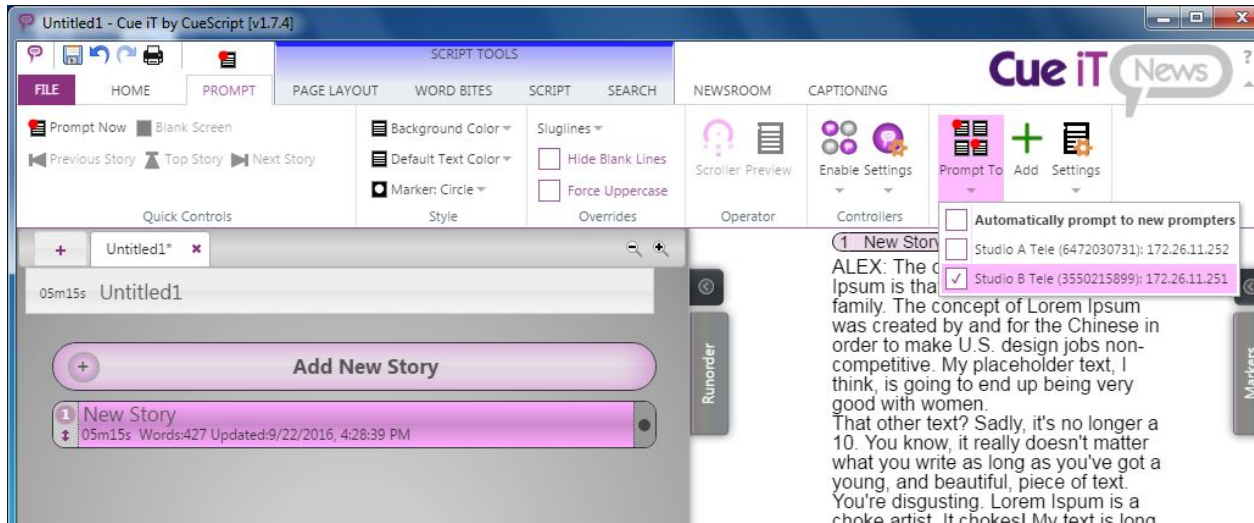 Untitled1 - Cue iT by CueScript [v1.7.4]
SCRIPT TOOLS
Cue iT News
?
FILE HOME PROMPT PAGE LAYOUT WORD BITES SCRIPT SEARCH NEWSROOM CAPTIONING
Prompt Now Blank Screen
Previous Story Top Story Next Story
Quick Controls
Background Color
Default Text Color
Marker: Circle
Style
Sluglines
Hide Blank Lines
Force Uppercase
Overrides
Scroller Preview
Operator
Enable Settings
Controllers
Prompt To Add Settings
Automatically prompt to new prompters
Studio A Tele (6472030731): 172.26.11.252
Studio B Tele (3550215899): 172.26.11.251
+ Untitled1* x
05m15s Untitled1
+ Add New Story
1 New Story
05m15s Words:427 Updated:9/22/2016, 4:28:39 PM
Runorder
1 New Stor
ALEX: The
Ipsum is tha
family. The concept of Lorem Ipsum
was created by and for the Chinese in
order to make U.S. design jobs non-
competitive. My placeholder text, I
think, is going to end up being very
good with women.
That other text? Sadly, it's no longer a
10. You know, it really doesn't matter
what you write as long as you've got a
young, and beautiful, piece of text.
You're disgusting. Lorem Ispum is a
choke artist. It chokes! My text is long
Markers